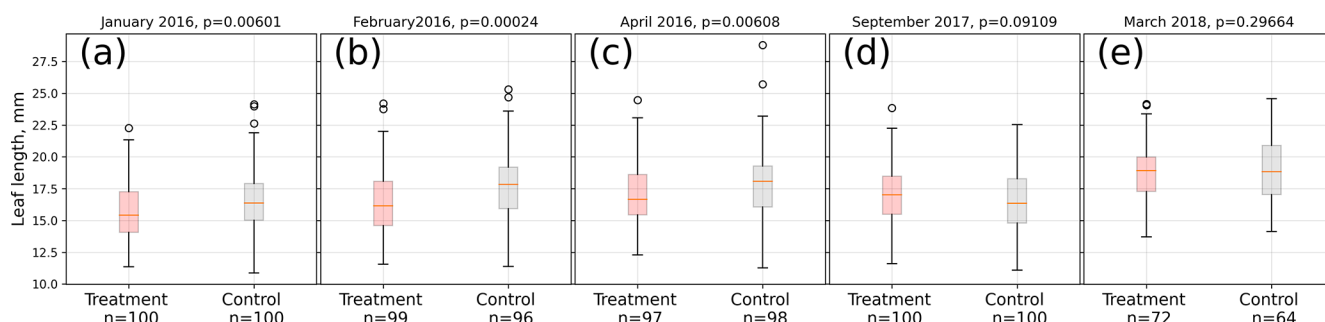 January 2016, p=0.00601
February2016, p=0.00024
April 2016, p=0.00608
September 2017, p=0.09109
March 2018, p=0.29664
(a)
(b)
(c)
(d)
(e)
Leaf length, mm
27.5
25.0
22.5
20.0
17.5
15.0
12.5
10.0
Treatment
n=100
Control
n=100
Treatment
n=99
Control
n=96
Treatment
n=97
Control
n=98
Treatment
n=100
Control
n=100
Treatment
n=72
Control
n=64